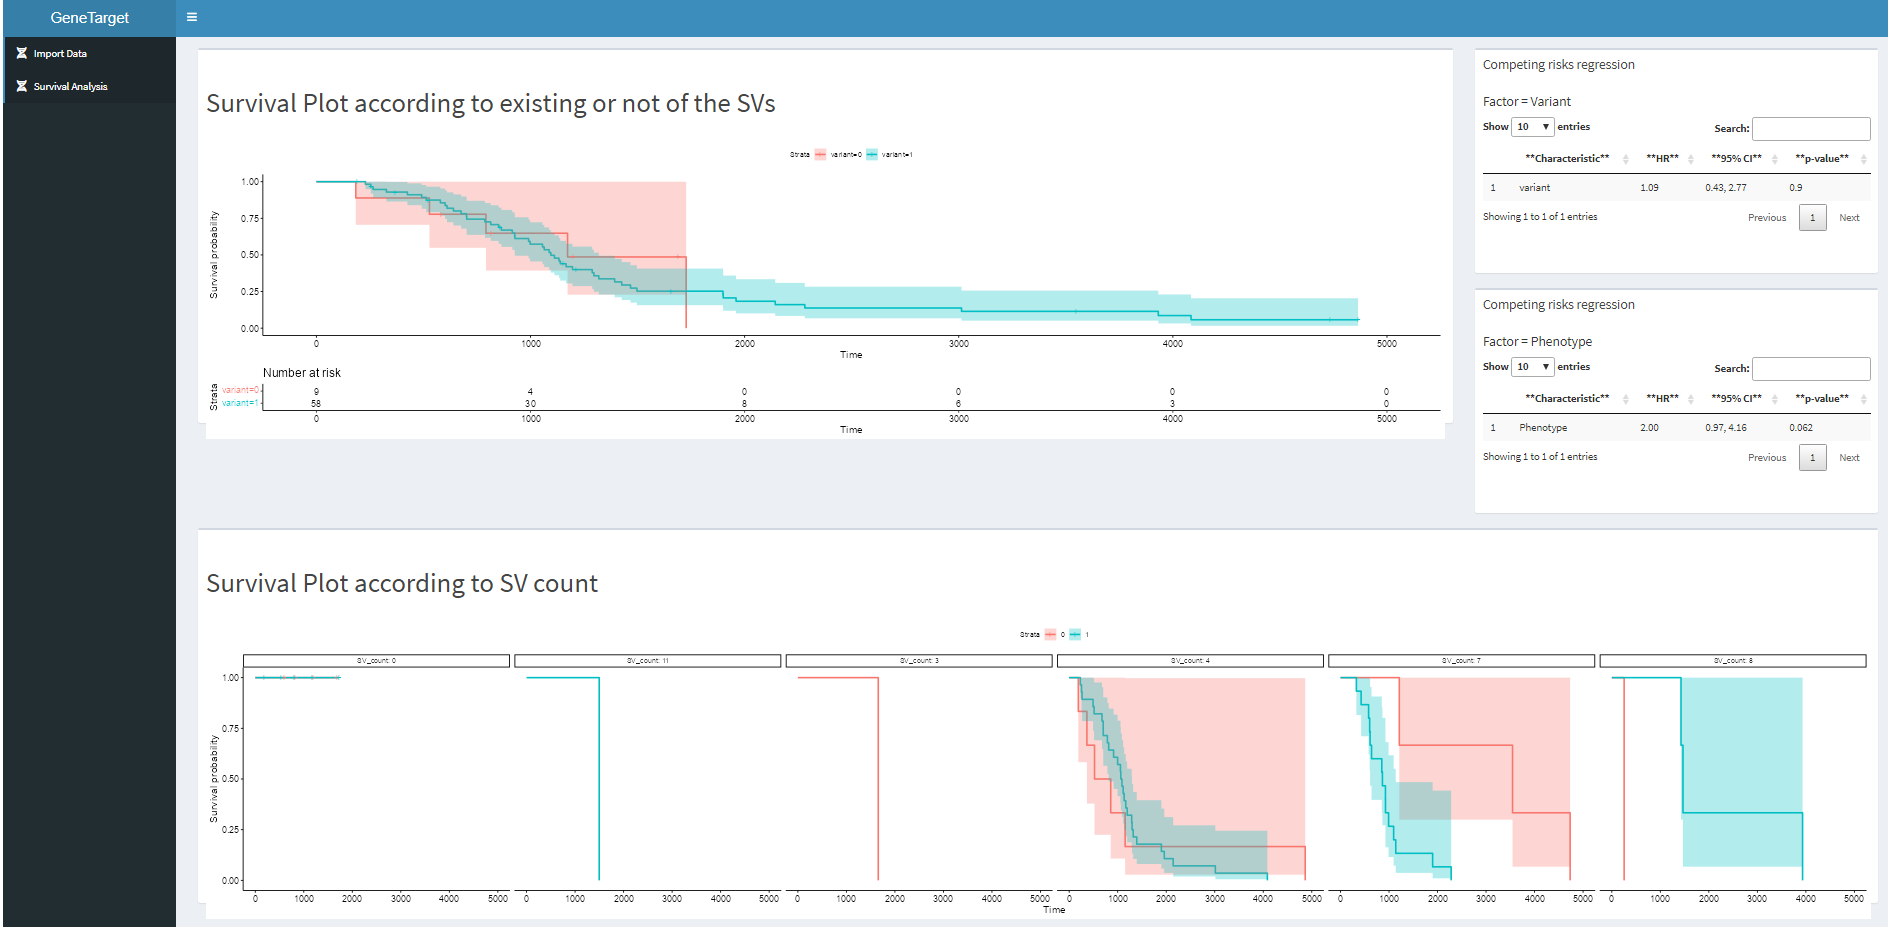 GeneTarget
Import Data
Survival Analysis
Survival Plot according to existing or not of the SVs
Strata variant=0 variant=1
Survival probability
1.00
0.75
0.50
0.25
0.00
0 1000 2000 3000 4000 5000
Time
Number at risk
Strata
variant=0 9 4 0 0 0 0
variant=1 58 30 8 6 3 0
0 1000 2000 3000 4000 5000
Time
Competing risks regression
Factor = Variant
Show 10 entries
Search:
**Characteristic** **HR** **95% CI** **p-value**
1 variant 1.09 0.43, 2.77 0.9
Showing 1 to 1 of 1 entries
Previous 1 Next
Competing risks regression
Factor = Phenotype
Show 10 entries
Search:
**Characteristic** **HR** **95% CI** **p-value**
1 Phenotype 2.00 0.97, 4.16 0.062
Showing 1 to 1 of 1 entries
Previous 1 Next
Survival Plot according to SV count
Strata 0 1
SV_count: 0 SV_count: 11 SV_count: 3 SV_count: 4 SV_count: 7 SV_count: 8
Survival probability
1.00
0.75
0.50
0.25
0.00
0 1000 2000 3000 4000 5000 0 1000 2000 3000 4000 5000 0 1000 2000 3000 4000 5000 0 1000 2000 3000 4000 5000 0 1000 2000 3000 4000 5000 0 1000 2000 3000 4000 5000
Time